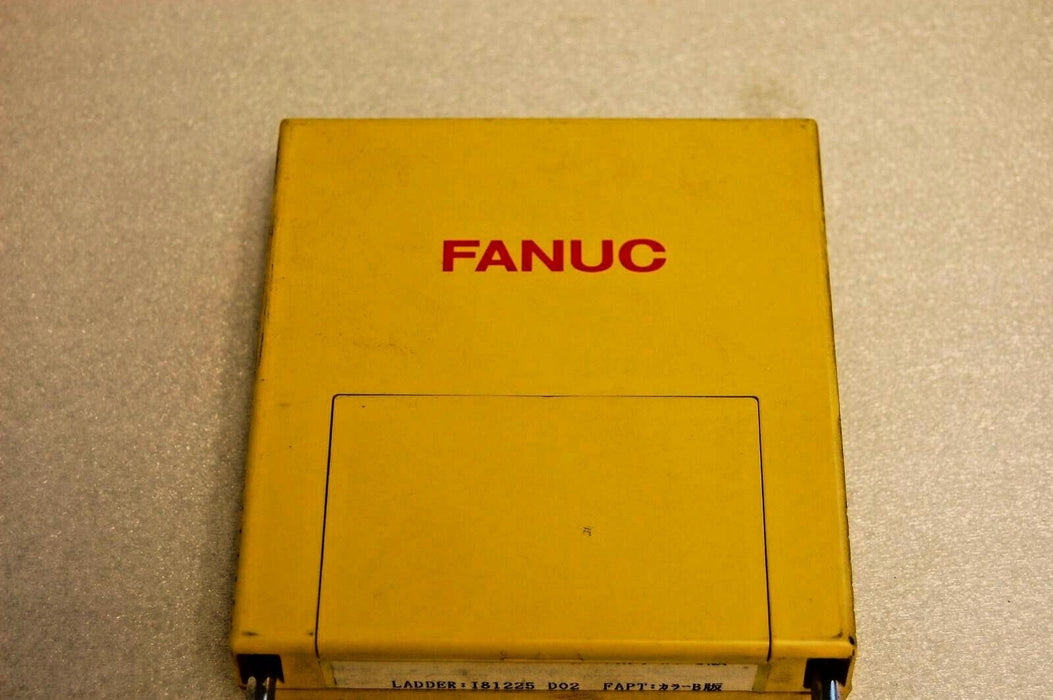 FANUC
LADDER:I81225 D02 FAPT:カラーB版